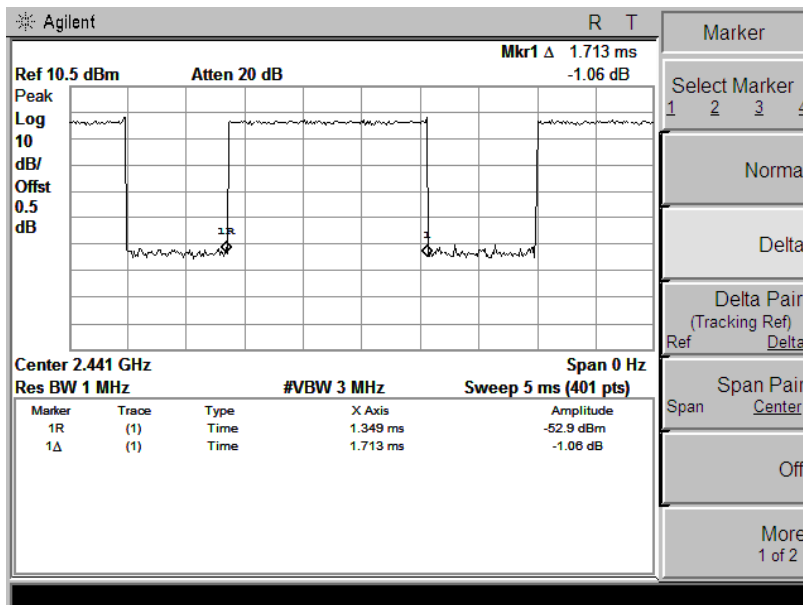 Agilent R T
Mkr1 Δ 1.713 ms
Ref 10.5 dBm Atten 20 dB -1.06 dB
Peak
Log
10
dB/
Offst
0.5
dB
1R
1
Center 2.441 GHz Span 0 Hz
Res BW 1 MHz #VBW 3 MHz Sweep 5 ms (401 pts)
Marker Trace Type X Axis Amplitude
1R (1) Time 1.349 ms -52.9 dBm
1Δ (1) Time 1.713 ms -1.06 dB
Marker
Select Marker
1 2 3 4
Norma
Delta
Delta Pair
(Tracking Ref)
Ref Delta
Span Pair
Span Center
Off
More
1 of 2